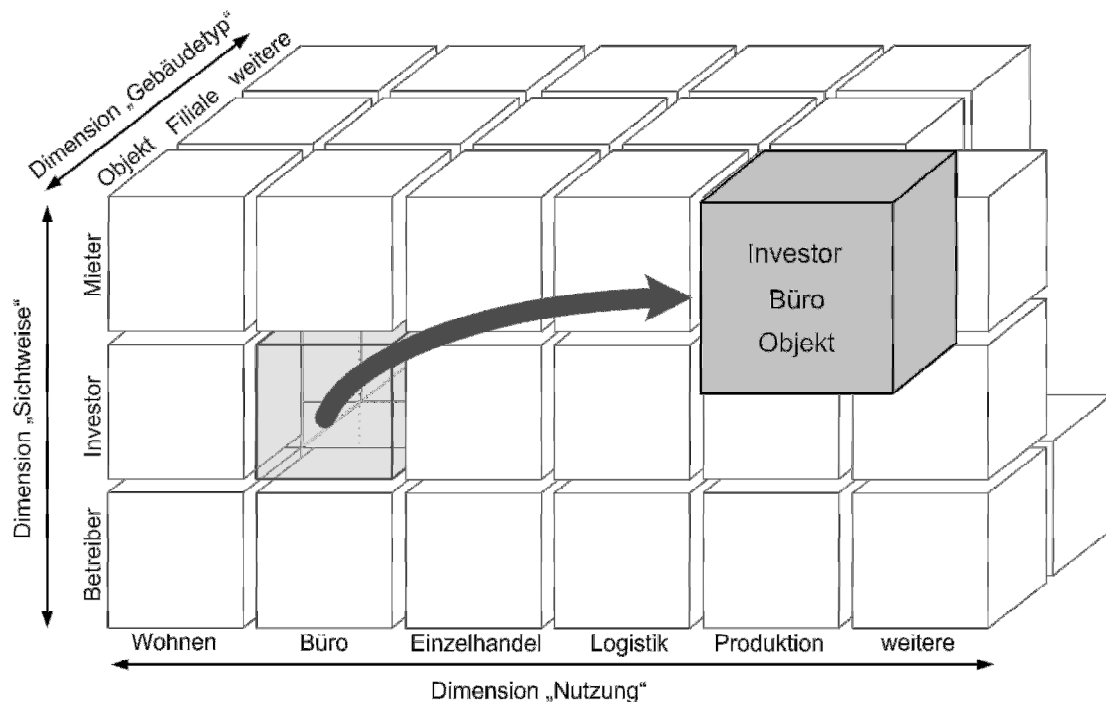 Dimension „Gebäudetyp“
Objekt Filiale weitere
Dimension „Sichtweise“
Mieter
Investor
Betreiber
Investor
Büro
Objekt
Wohnen Büro Einzelhandel Logistik Produktion weitere
Dimension „Nutzung“